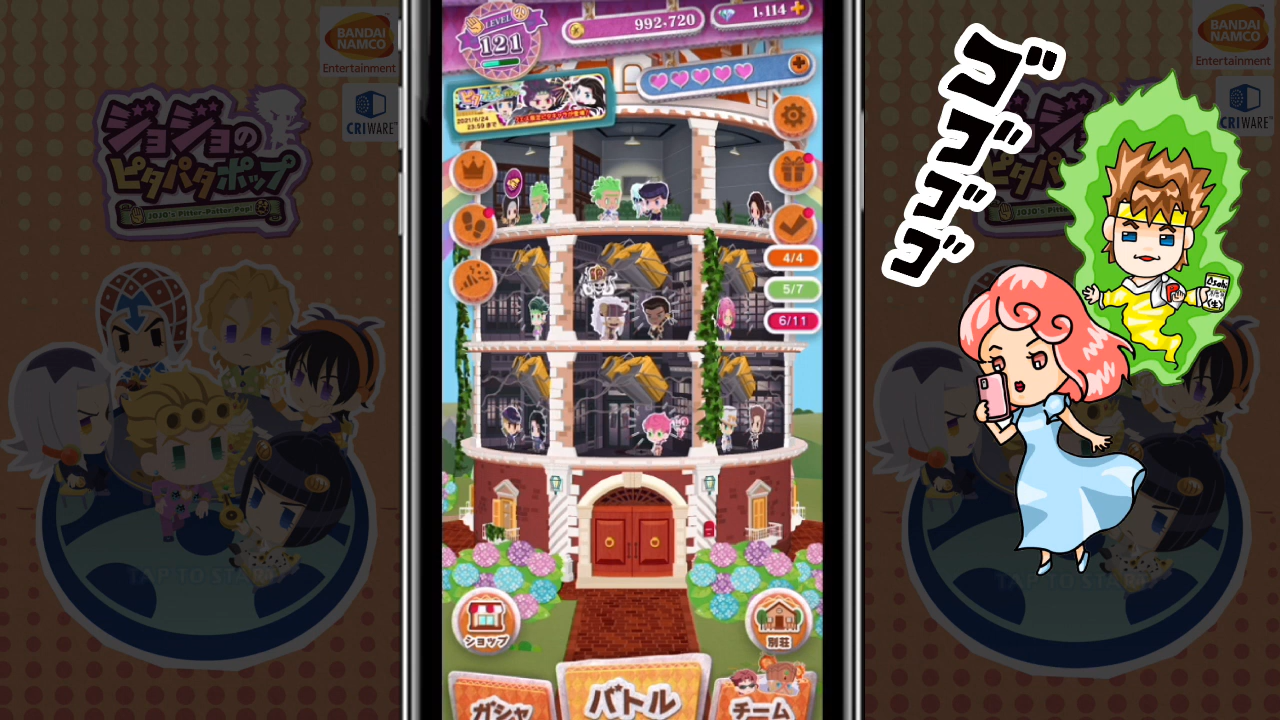 BANDAI
NAMCO
Entertainment
CRIWARE
ジョジョの
ピタパタポップ
JOJO's Pitter-Patter Pop!
TAP TO START
LEVEL
121
992,720
1,114
2021/6/24
23:59まで
4/4
5/7
6/11
ショップ
別荘
ガシャ
バトル
チーム
ゴゴゴゴ
Asahi
(生)
BANDAI
NAMCO
Entertainment
CRIWARE